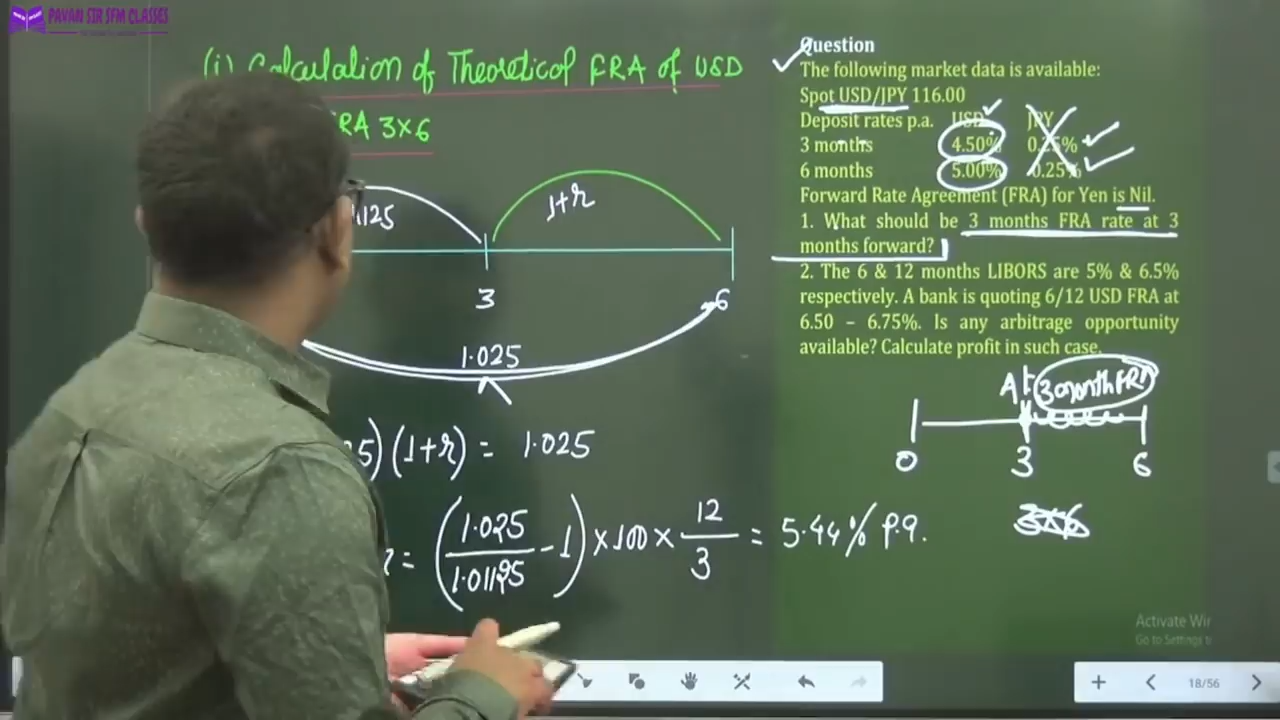 PAVAN SIR SFM CLASSES
(i) Calculation of Theoretical FRA of USD
RA 3×6
125
1+r
3
6
1.025
5)(1+r) = 1.025
r = (1.025/1.01125 - 1) × 100 × 12/3 = 5.44% P.a.
Question
The following market data is available:
Spot USD/JPY 116.00
Deposit rates p.a. USD JPY
3 months 4.50% 0.25%
6 months 5.00% 0.25%
Forward Rate Agreement (FRA) for Yen is Nil.
1. What should be 3 months FRA rate at 3
months forward?
2. The 6 & 12 months LIBORS are 5% & 6.5%
respectively. A bank is quoting 6/12 USD FRA at
6.50 – 6.75%. Is any arbitrage opportunity
available? Calculate profit in such case.
At 3 month FRA
0 3 6
3×6
Activate Win
Go to Settings t
18/56